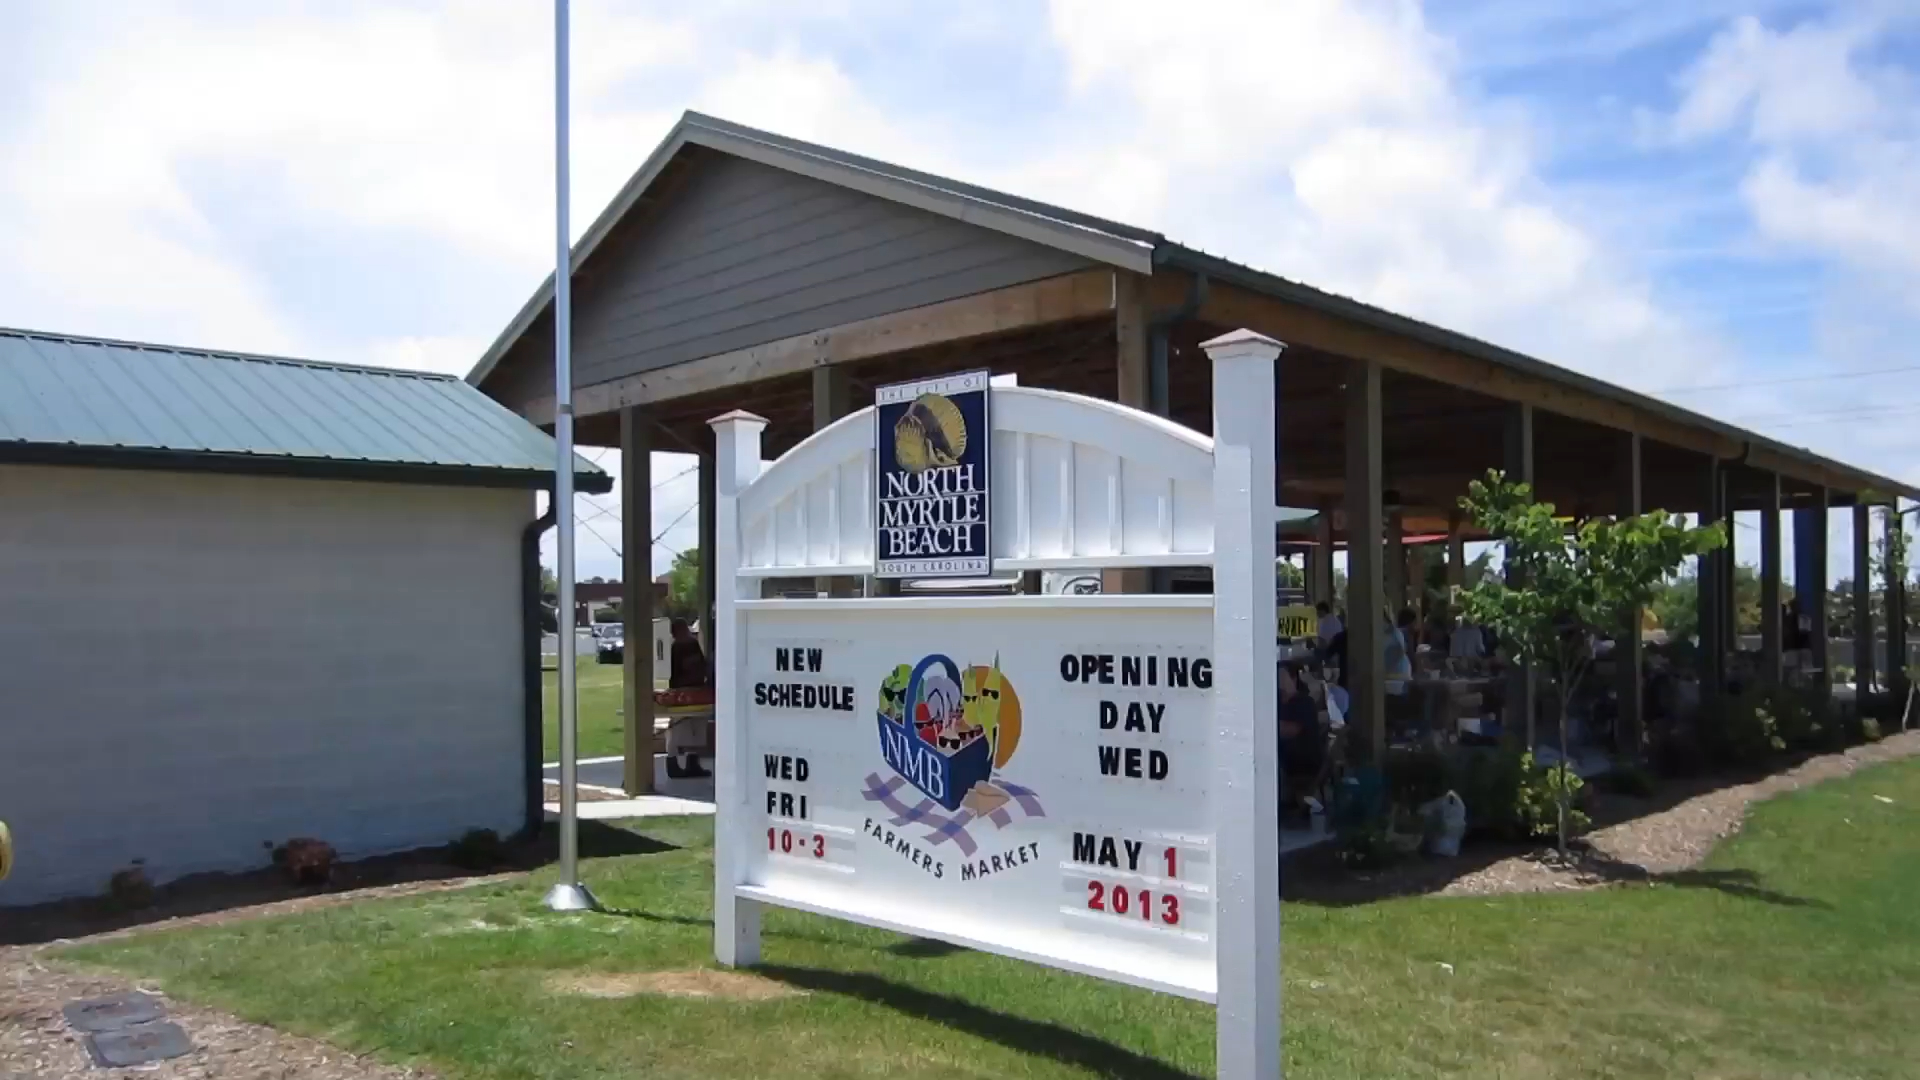 THE CITY OF
NORTH
MYRTLE
BEACH
SOUTH CAROLINA
NEW
SCHEDULE
WED
FRI
10-3
NMB
FARMERS MARKET
OPENING
DAY
WED
MAY 1
2013
HONEY